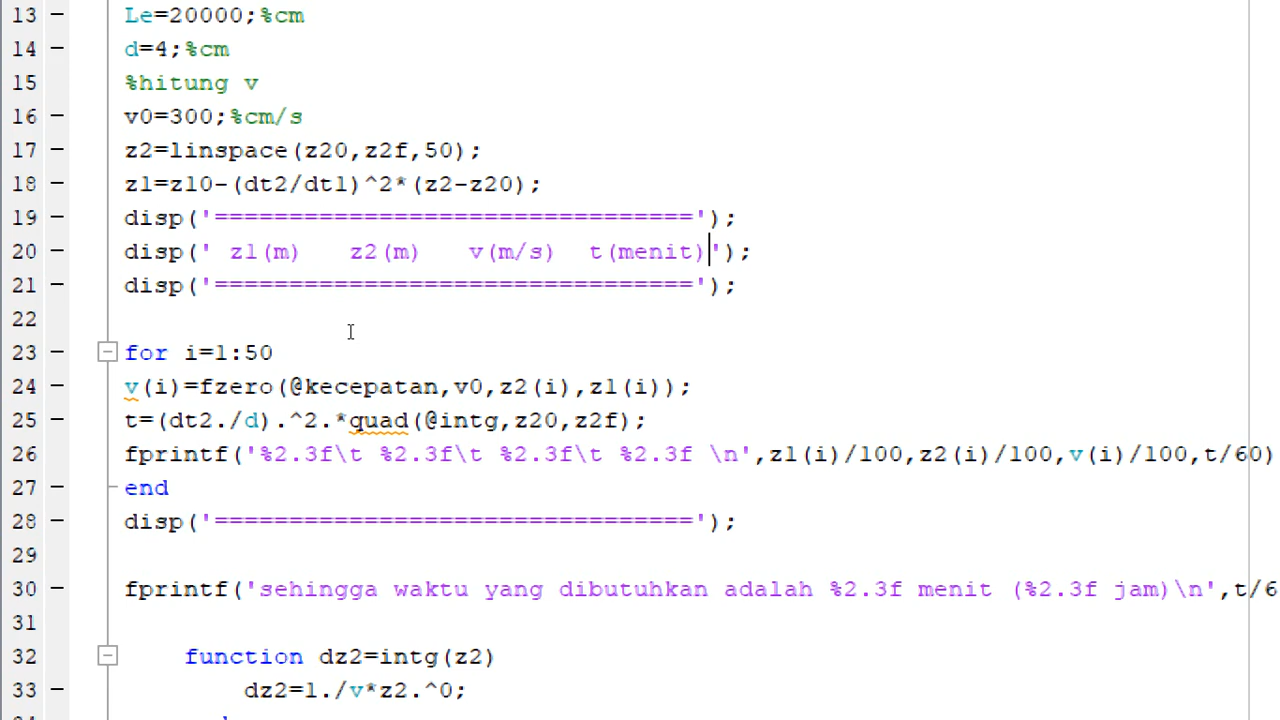 13 - Le=20000;%cm
14 - d=4;%cm
15 %hitung v
16 - v0=300;%cm/s
17 - z2=linspace(z20,z2f,50);
18 - z1=z10-(dt2/dt1)^2*(z2-z20);
19 - disp('================================');
20 - disp(' z1(m)    z2(m)    v(m/s)   t(menit)');
21 - disp('================================');
22
23 - for i=1:50
24 - v(i)=fzero(@kecepatan,v0,z2(i),z1(i));
25 - t=(dt2./d).^2.*quad(@intg,z20,z2f);
26 - fprintf('%2.3f\t %2.3f\t %2.3f\t %2.3f \n',z1(i)/100,z2(i)/100,v(i)/100,t/60)
27 - end
28 - disp('================================');
29
30 - fprintf('sehingga waktu yang dibutuhkan adalah %2.3f menit (%2.3f jam)\n',t/6
31
32 function dz2=intg(z2)
33 - dz2=1./v*z2.^0;